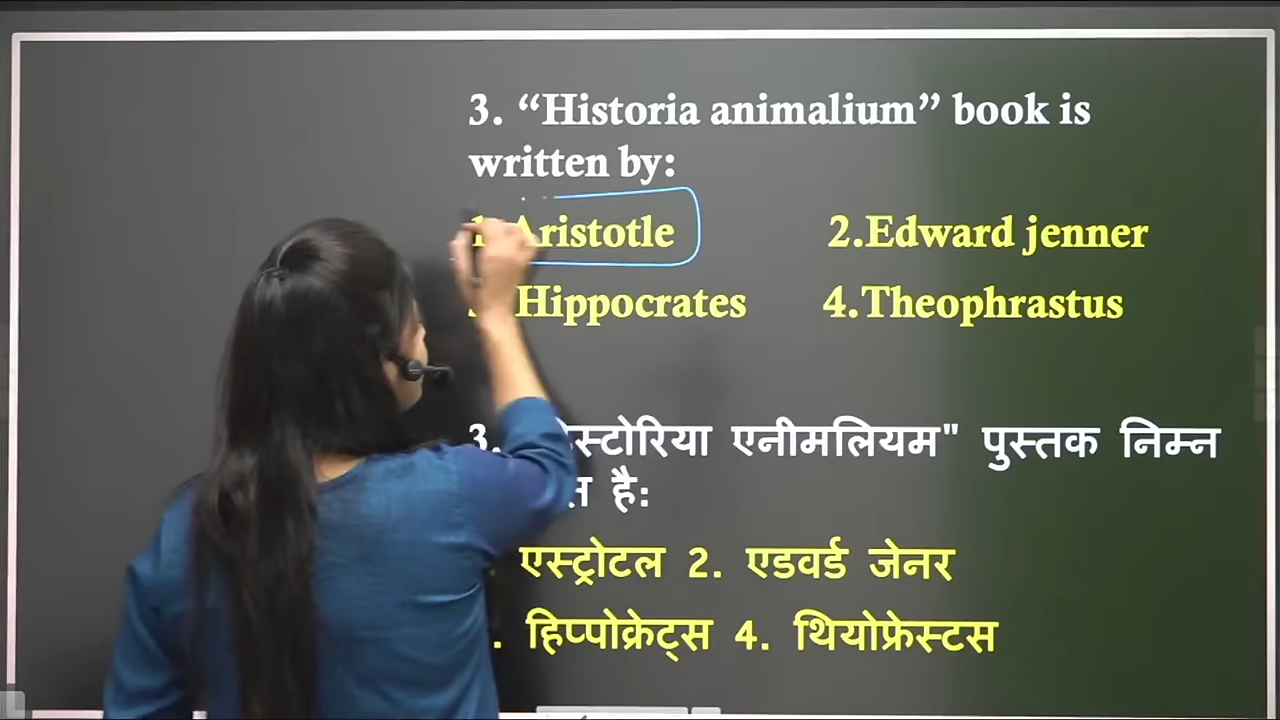 3. “Historia animalium” book is
written by:
Aristotle 2.Edward jenner
Hippocrates 4.Theophrastus
3. एनीमलियम" पुस्तक निम्न
है:
एस्ट्रोटल 2. एडवर्ड जेनर
. हिप्पोक्रेट्स 4. थियोफ्रेस्टस